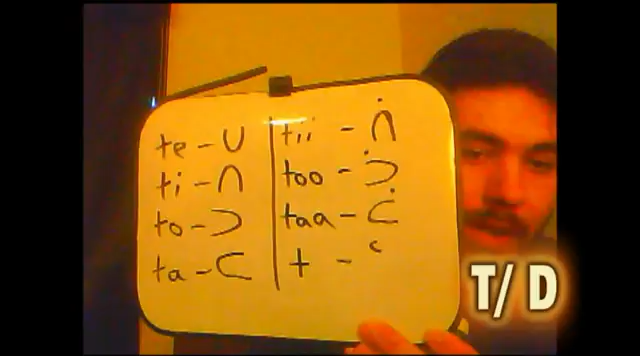 te - ᑌ
ti - ᑎ
to - ᑐ
ta - ᑕ
tii - ᑏ
too - ᑑ
taa - ᑖ
t - ᑦ
T/ D